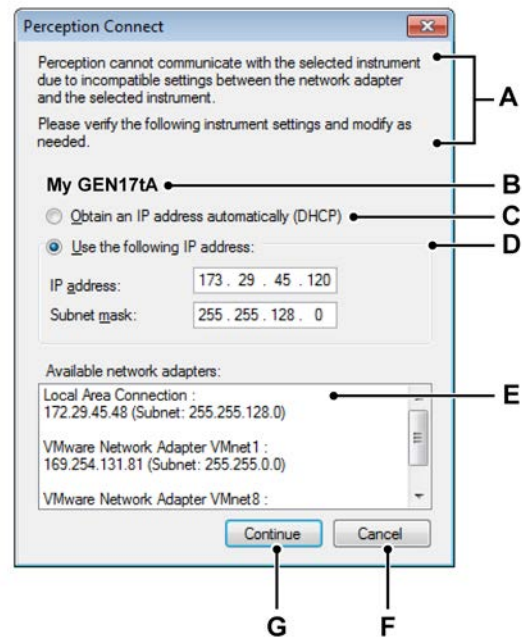 Perception Connect
Perception cannot communicate with the selected instrument
due to incompatible settings between the network adapter
and the selected instrument.
Please verify the following instrument settings and modify as
needed.
A
My GEN17tA
B
Obtain an IP address automatically (DHCP)
C
Use the following IP address:
D
IP address:
173 . 29 . 45 . 120
Subnet mask:
255 . 255 . 128 . 0
Available network adapters:
Local Area Connection :
172.29.45.48 (Subnet: 255.255.128.0)
E
VMware Network Adapter VMnet1 :
169.254.131.81 (Subnet: 255.255.0.0)
VMware Network Adapter VMnet8 :
Continue
Cancel
G
F